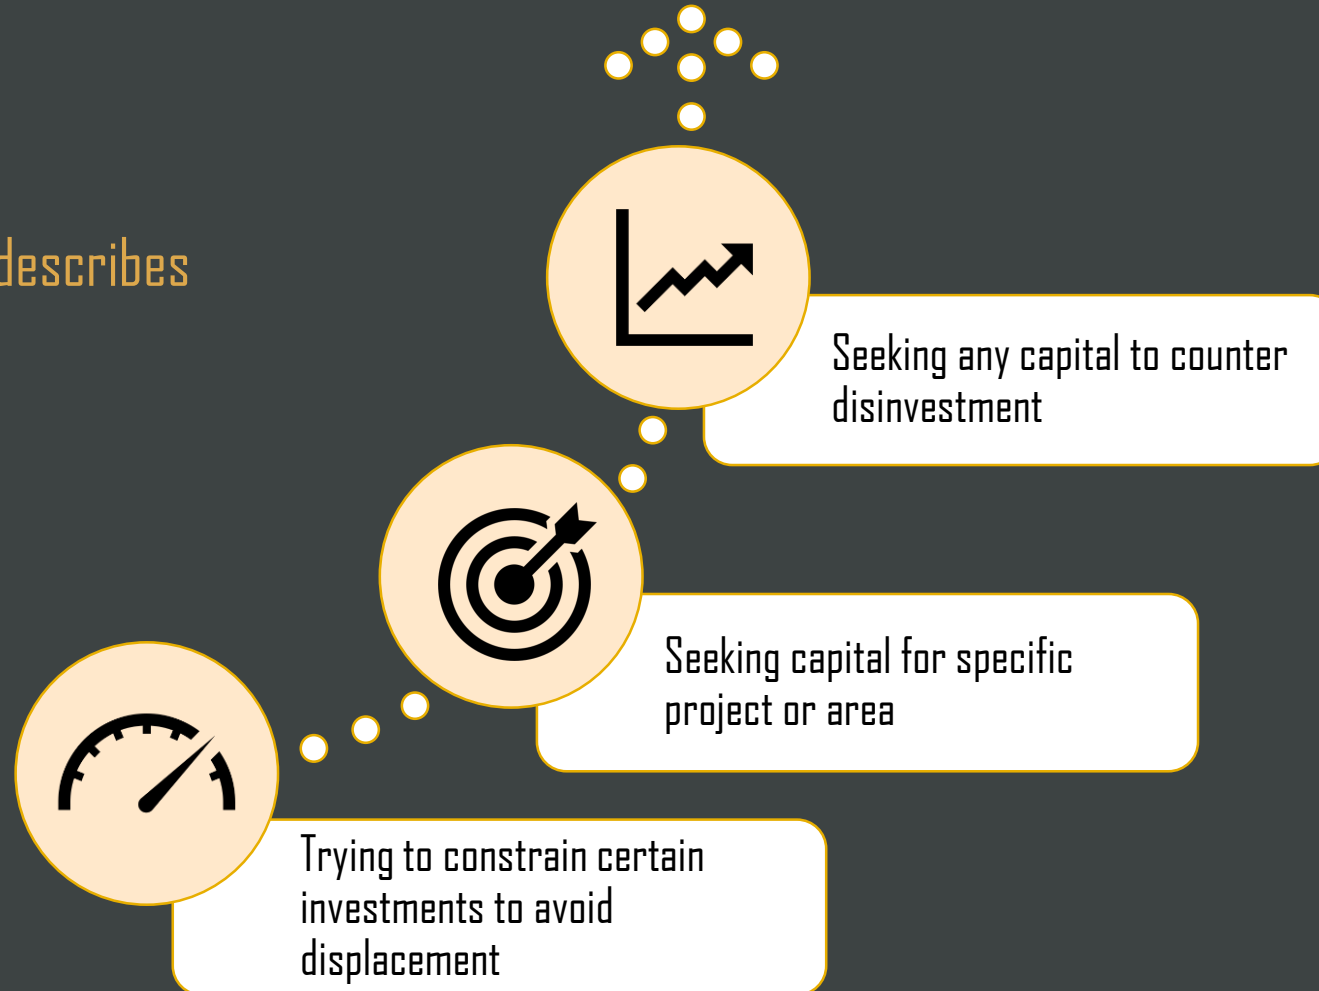 describes
Seeking any capital to counter
disinvestment
Seeking capital for specific
project or area
Trying to constrain certain
investments to avoid
displacement